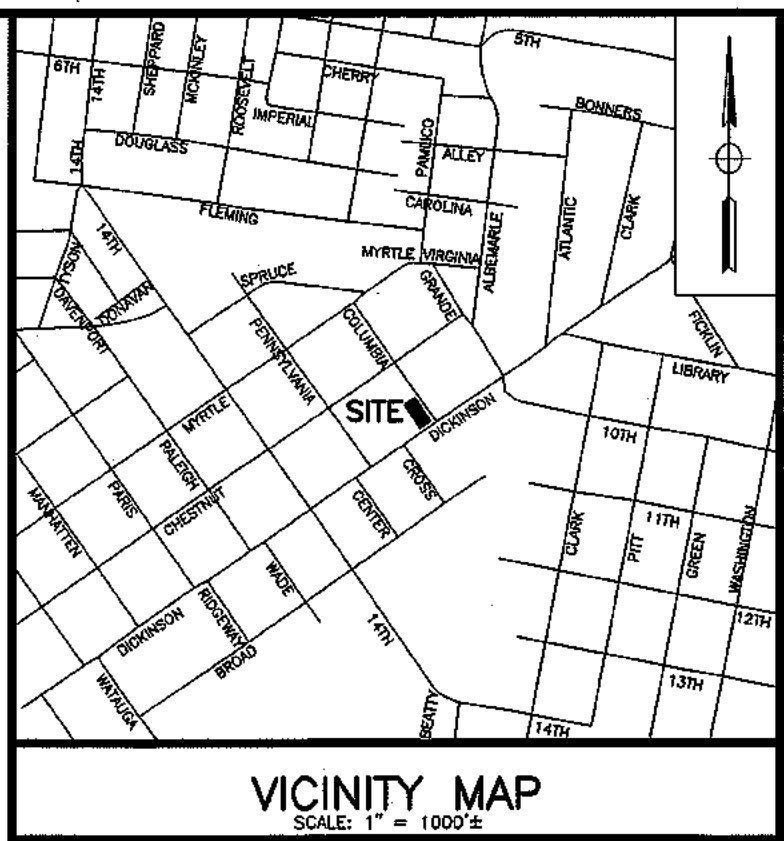 5TH
6TH
14TH
SHEPPARD
MCKINLEY
ROOSEVELT
CHERRY
IMPERIAL
BONNERS
14TH
DOUGLASS
PAMLICO
ALLEY
CAROLINA
FLEMING
ALBEMARLE
ATLANTIC
CLARK
14TH
MYRTLE
VIRGINIA
TYSON
DAVENPORT
DONAVAN
SPRUCE
GRANDE
COLUMBIA
PENNSYLVANIA
FICKLIN
LIBRARY
MYRTLE
SITE
DICKINSON
10TH
RALEIGH
PARIS
CHESTNUT
MANHATTEN
CROSS
CENTER
CLARK
11TH
PITT
GREEN
WASHINGTON
WADE
RIDGEWAY
DICKINSON
BROAD
14TH
12TH
13TH
WATAUGA
BEATTY
14TH
VICINITY MAP
SCALE: 1" = 1000'±